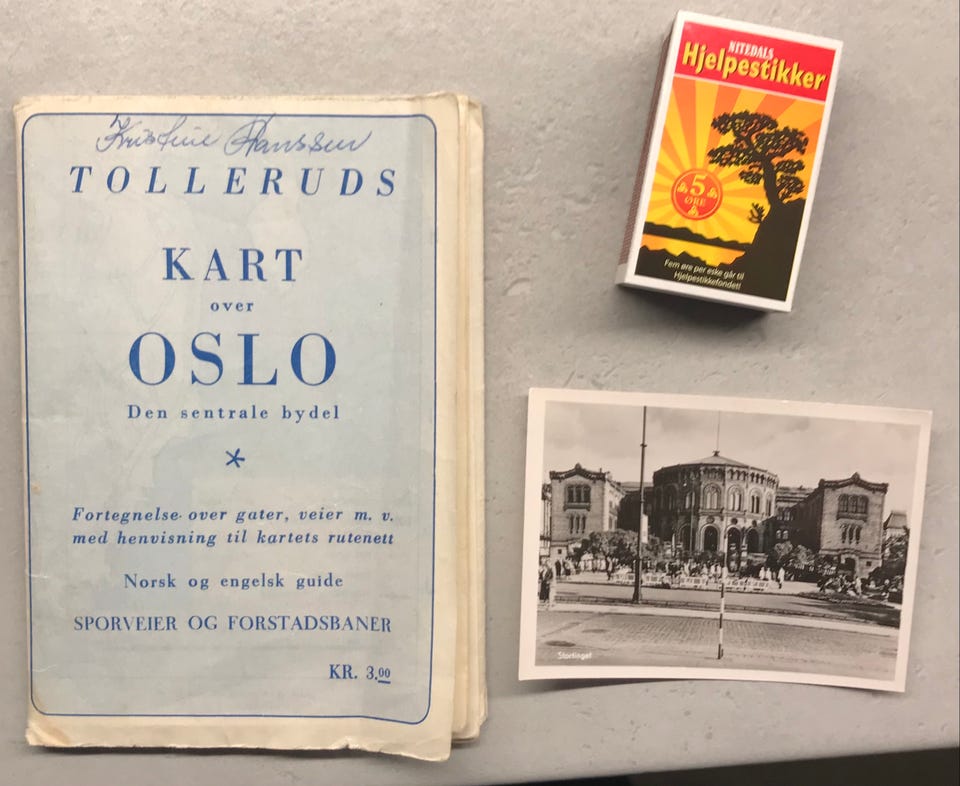 Kristine Hanssen
TOLLERUDS
KART
over
OSLO
Den sentrale bydel
*
Fortegnelse over gater, veier m. v.
med henvisning til kartets rutenett
Norsk og engelsk guide
SPORVEIER OG FORSTADSBANER
KR. 3.00
NITEDALS
Hjelpestikker
5
ØRE
Fem øre per eske går til
Hjelpestikkefondet!
Stortinget